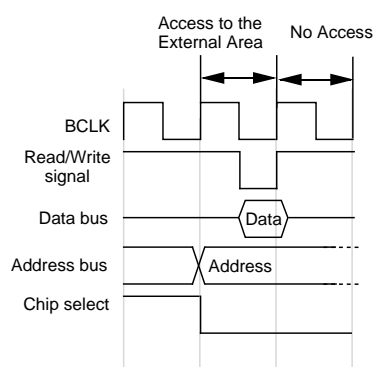 Access to the
External Area
No Access
BCLK
Read/Write
signal
Data bus
Data
Address bus
Address
Chip select